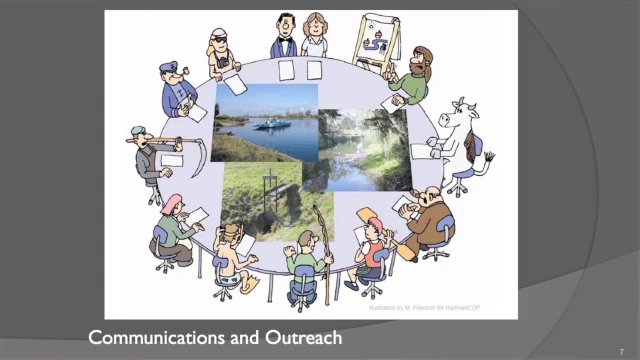 Illustration by M. Friedrich for HarmoniCOP
Communications and Outreach
7